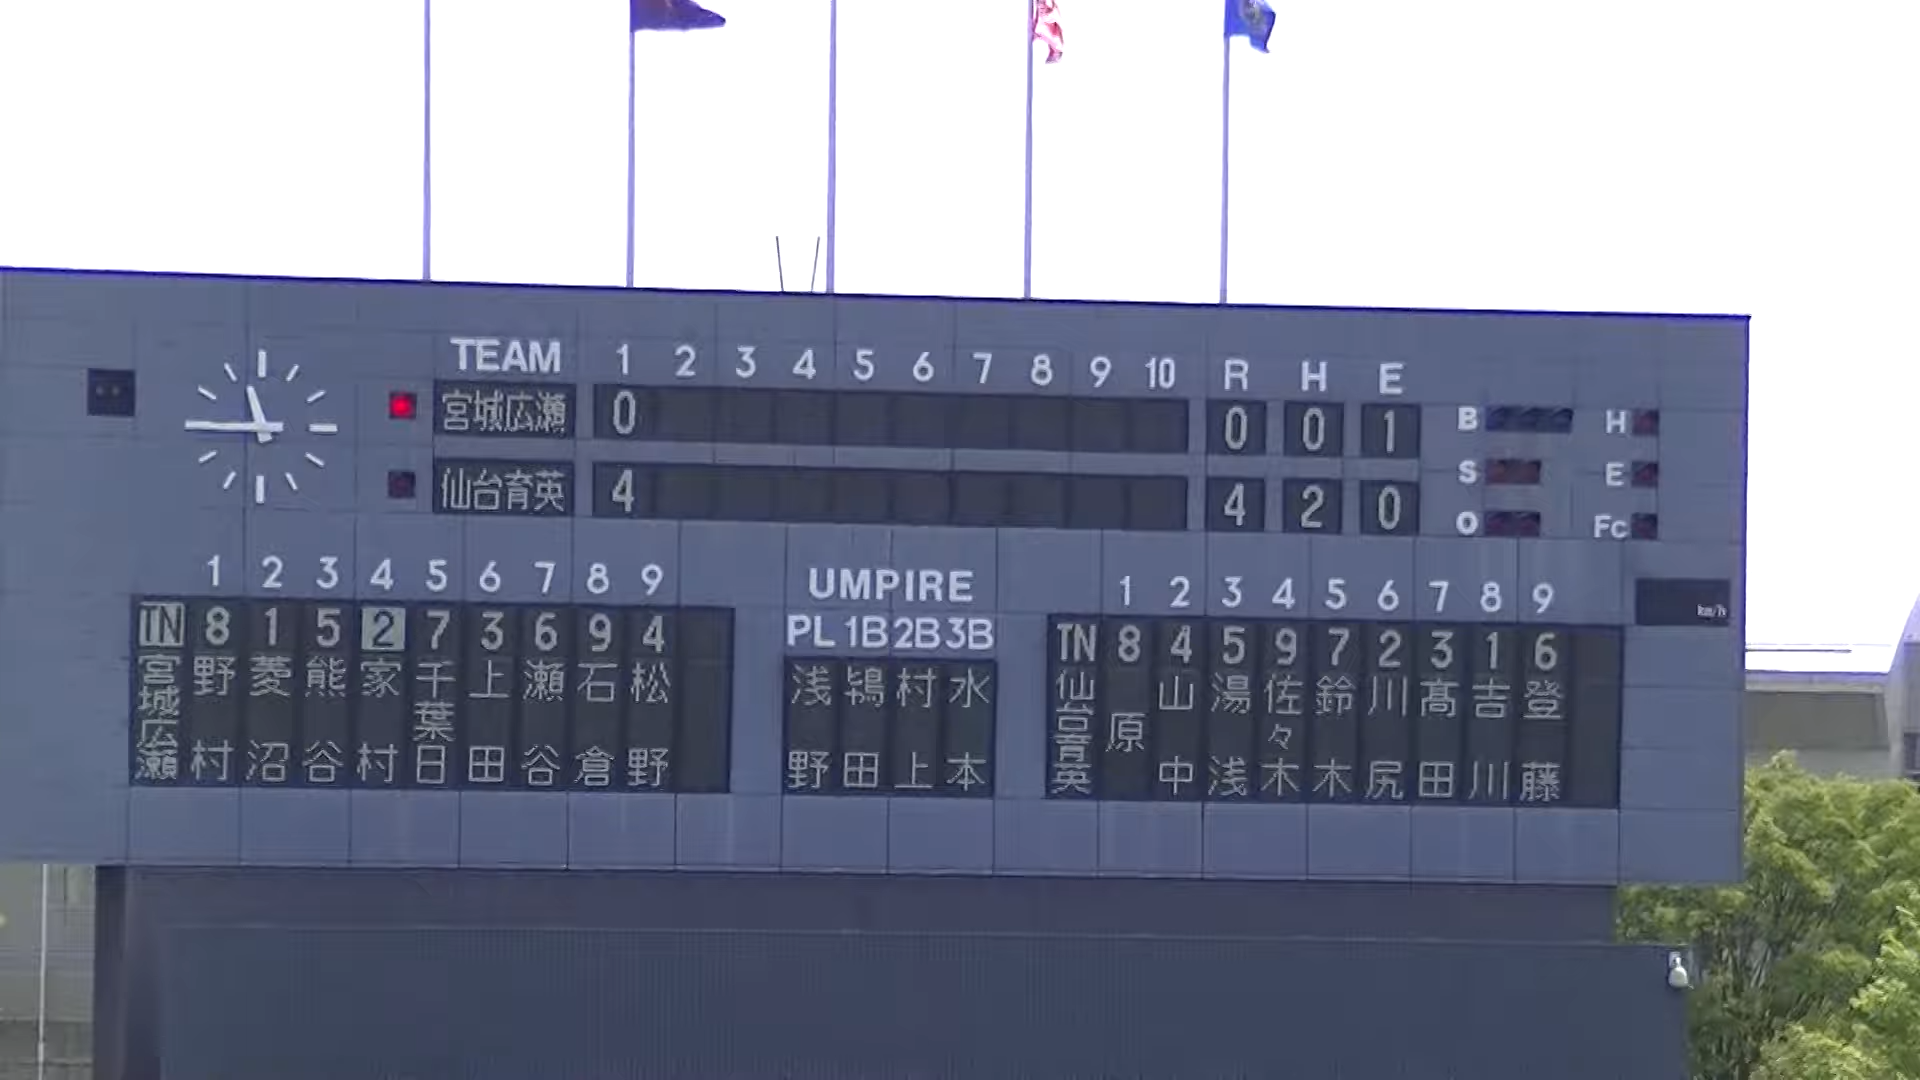 TEAM 1 2 3 4 5 6 7 8 9 10 R H E
宮城広瀬 0 0 0 1 B H
仙台育英 4 4 2 0 S E
O Fc
1 2 3 4 5 6 7 8 9
TN 8 1 5 2 7 3 6 9 4
宮城広瀬
野村
菱沼
熊谷
家村
千葉日
上田
瀬谷
石倉
松野
UMPIRE
PL 1B 2B 3B
浅野
鴇田
村上
水本
1 2 3 4 5 6 7 8 9
TN 8 4 5 9 7 2 3 1 6
仙台育英
原
山中
湯浅
佐々木
鈴木
川尻
髙田
吉川
登藤
km/h